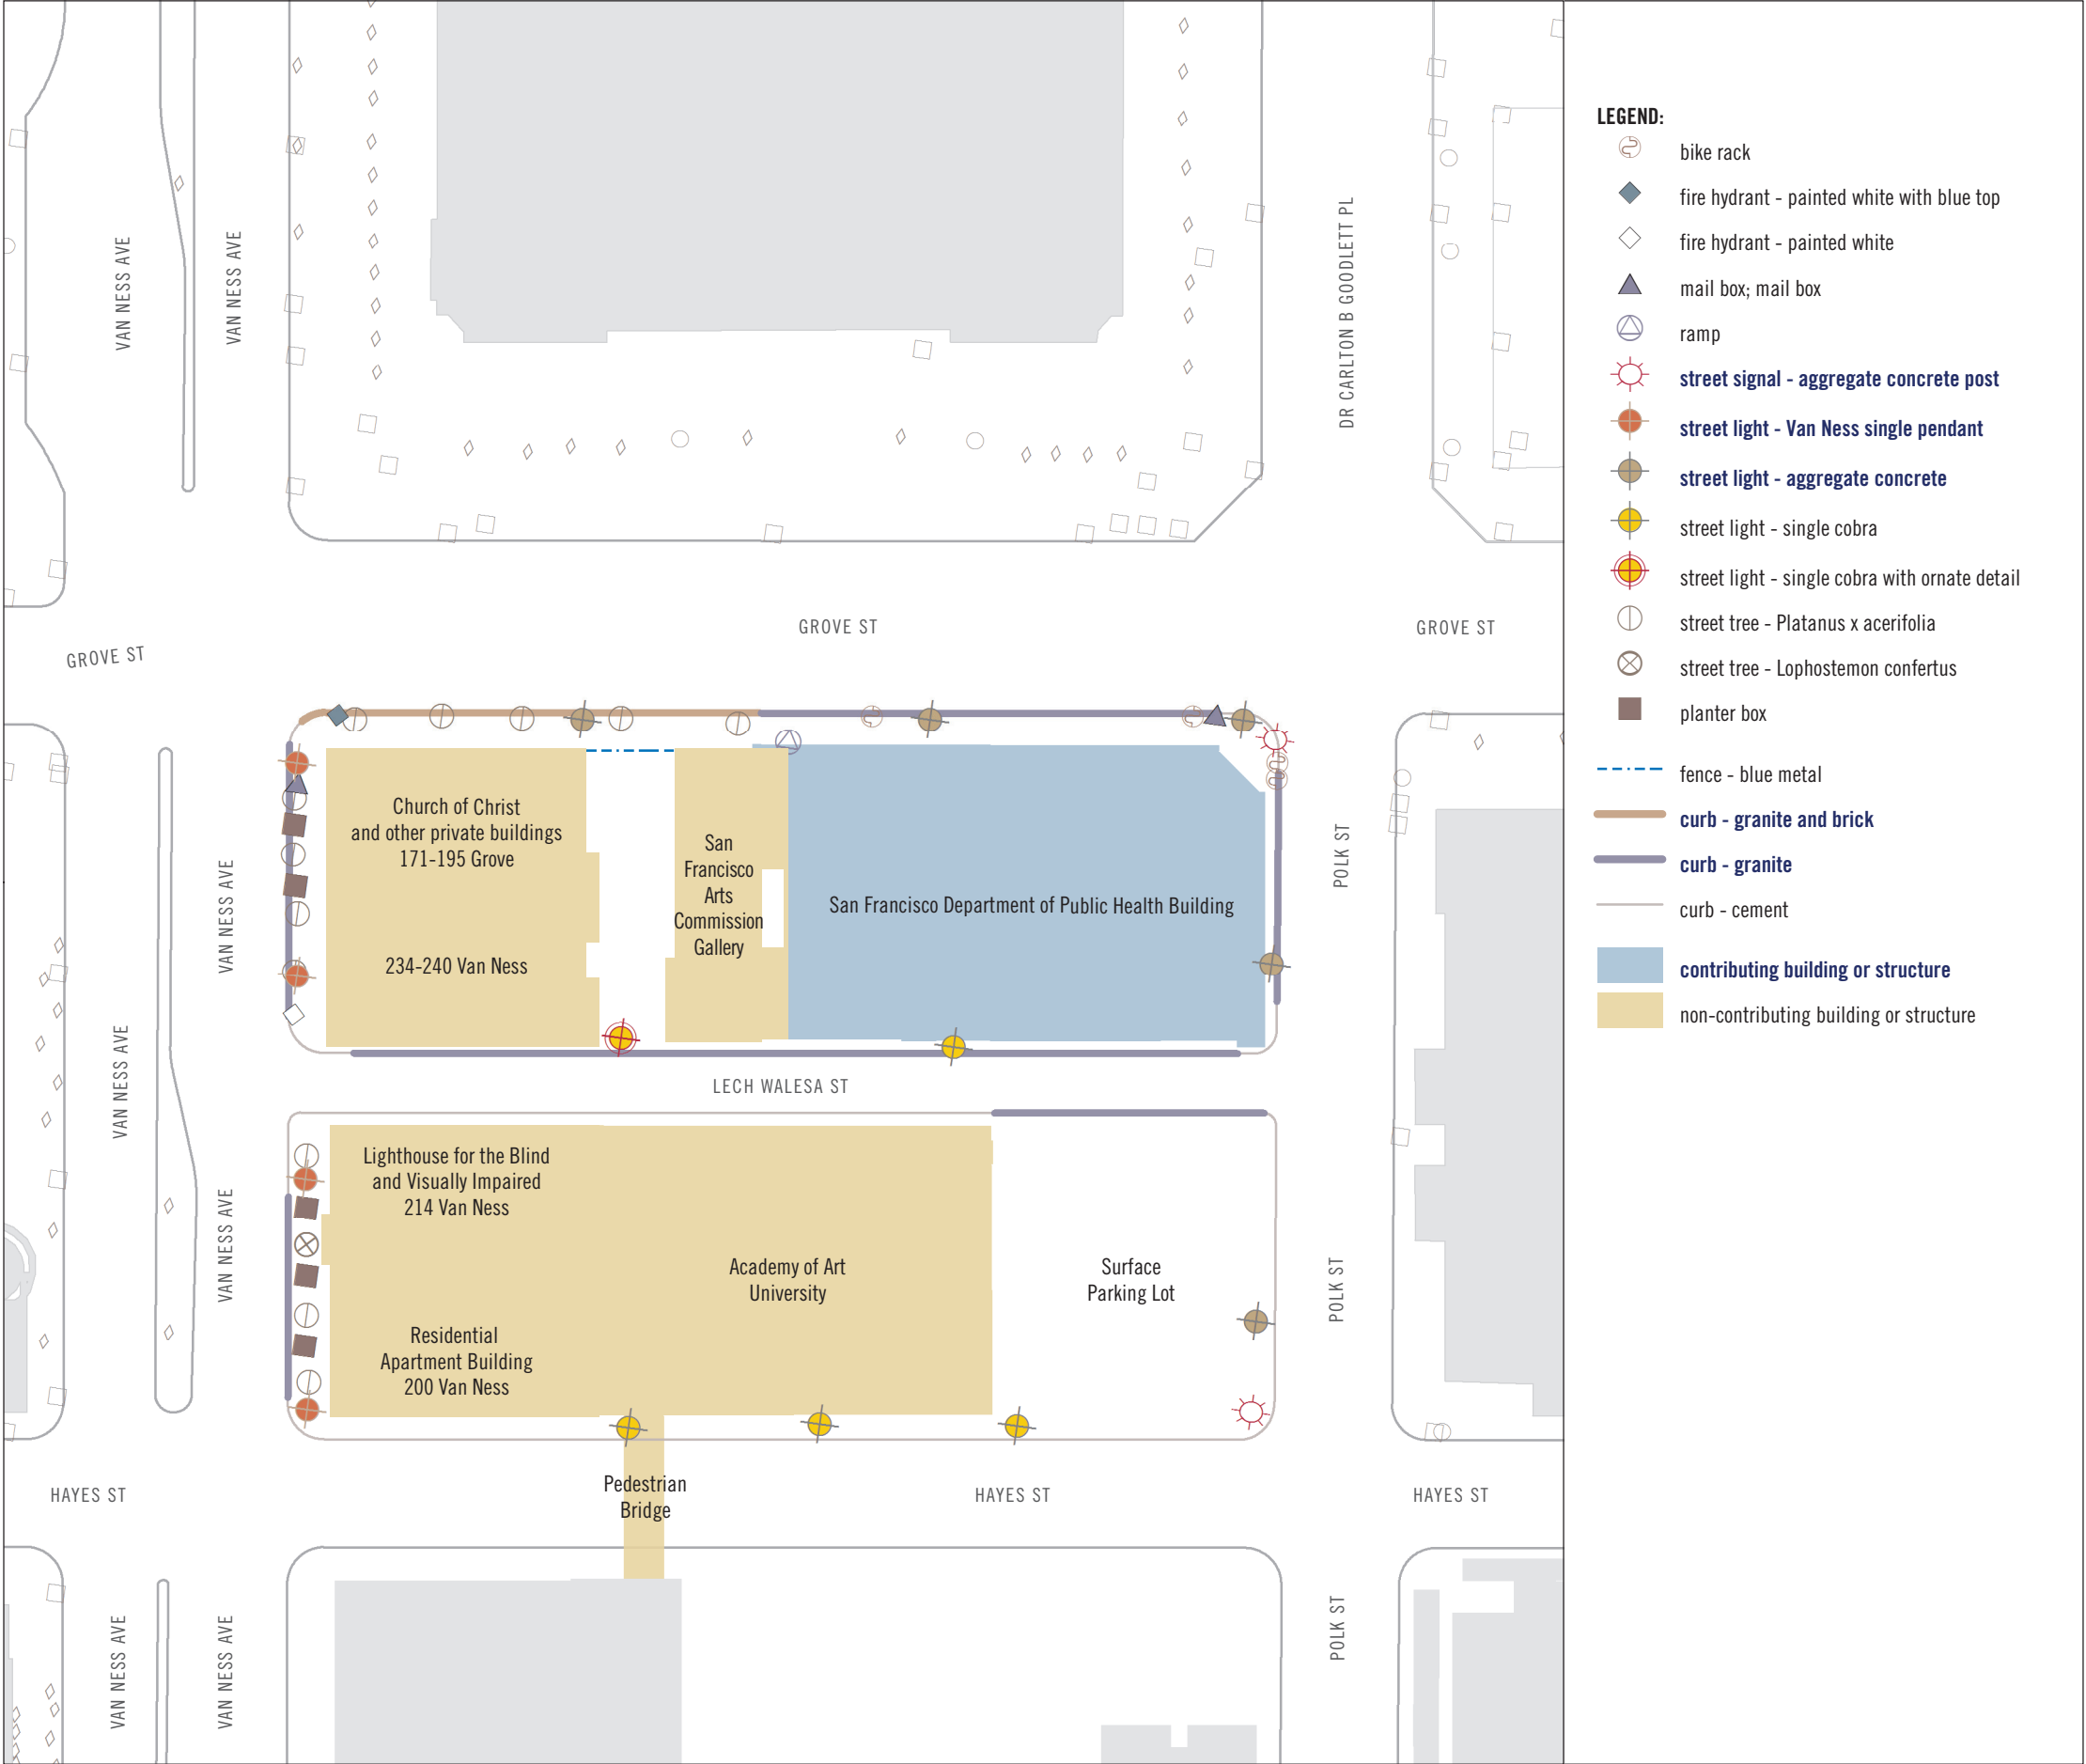 VAN NESS AVE
VAN NESS AVE
DR CARLTON B GOODLETT PL
GROVE ST
GROVE ST
GROVE ST
Church of Christ
and other private buildings
171-195 Grove
234-240 Van Ness
San
Francisco
Arts
Commission
Gallery
San Francisco Department of Public Health Building
VAN NESS AVE
VAN NESS AVE
POLK ST
LECH WALESA ST
Lighthouse for the Blind
and Visually Impaired
214 Van Ness
Residential
Apartment Building
200 Van Ness
Academy of Art
University
Surface
Parking Lot
VAN NESS AVE
POLK ST
Pedestrian
Bridge
HAYES ST
HAYES ST
HAYES ST
VAN NESS AVE
VAN NESS AVE
POLK ST
LEGEND:
bike rack
fire hydrant - painted white with blue top
fire hydrant - painted white
mail box; mail box
ramp
street signal - aggregate concrete post
street light - Van Ness single pendant
street light - aggregate concrete
street light - single cobra
street light - single cobra with ornate detail
street tree - Platanus x acerifolia
street tree - Lophostemon confertus
planter box
fence - blue metal
curb - granite and brick
curb - granite
curb - cement
contributing building or structure
non-contributing building or structure